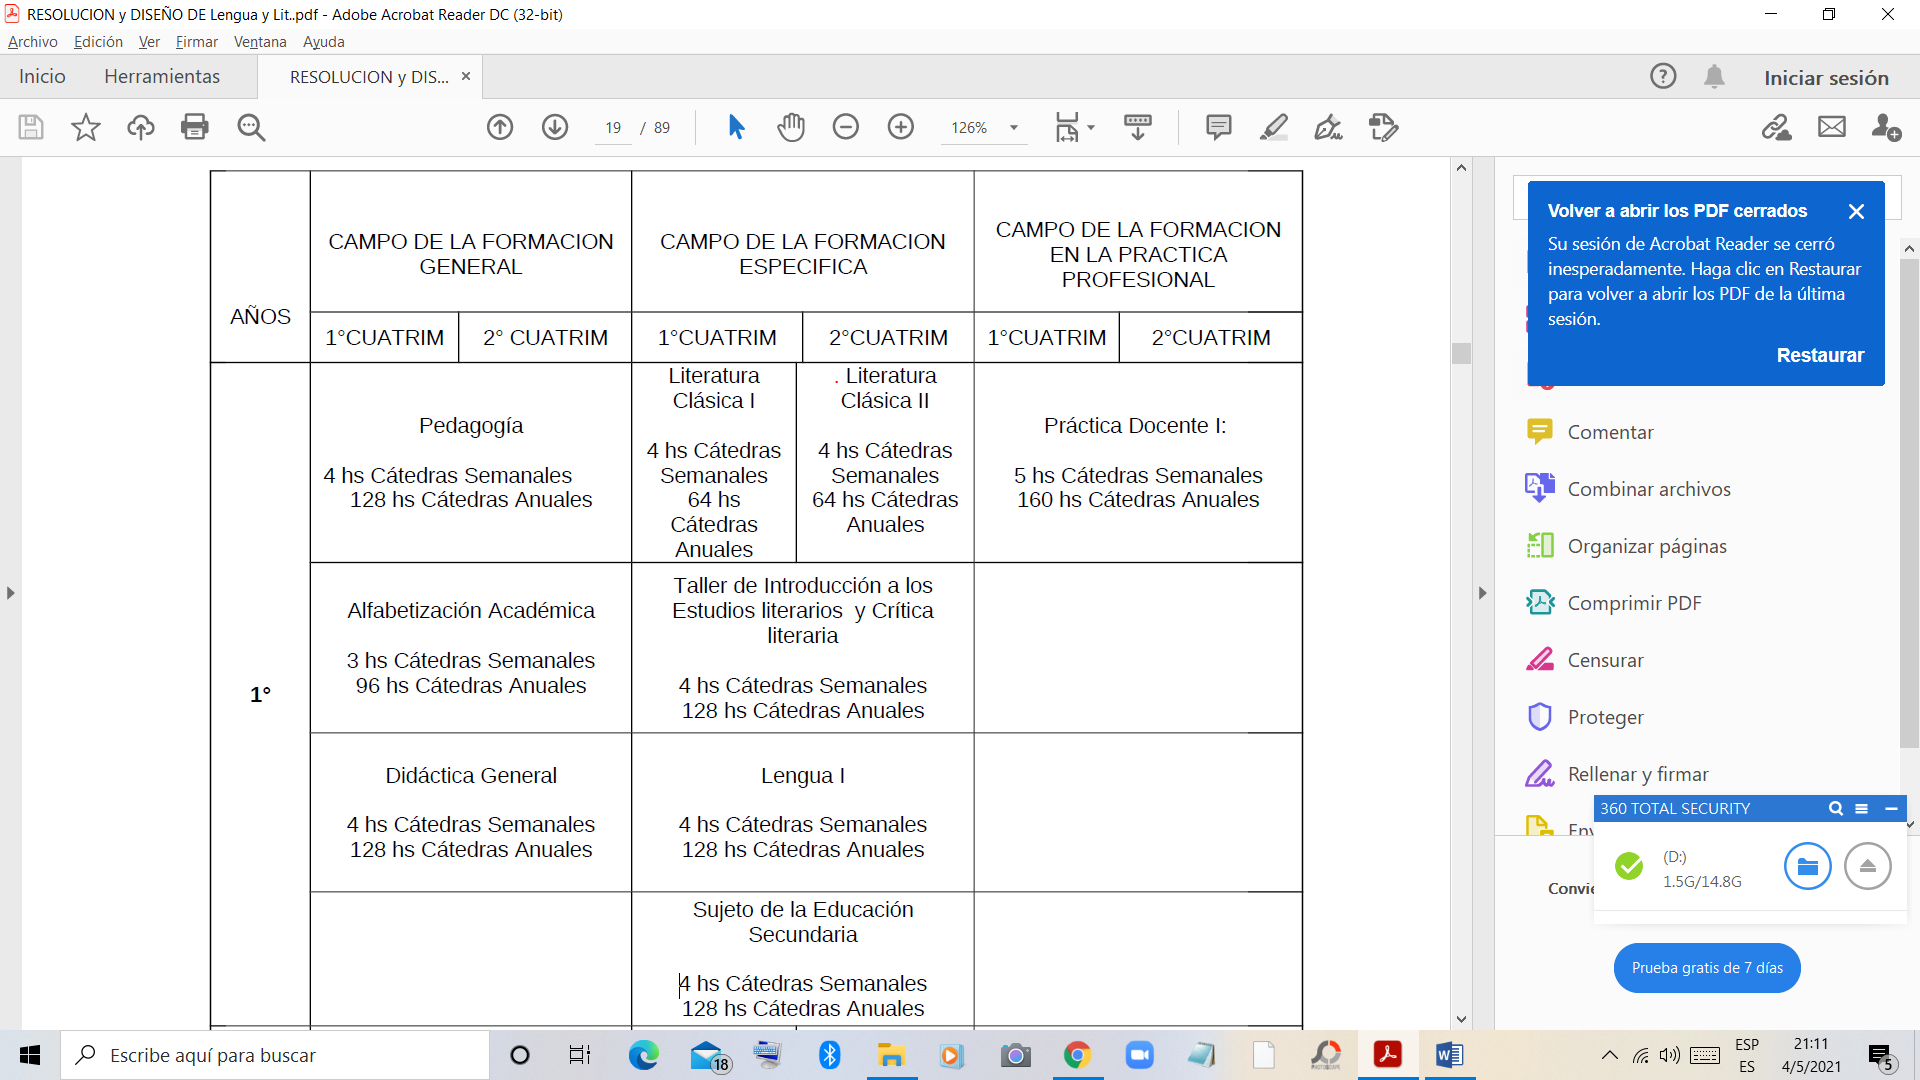 RESOLUCION y DISEÑO DE Lengua y Lit..pdf - Adobe Acrobat Reader DC (32-bit)
Archivo Edición Ver Firmar Ventana Ayuda
Inicio Herramientas RESOLUCION y DIS... Iniciar sesión
19 / 89 126%
AÑOS
CAMPO DE LA FORMACION
GENERAL
CAMPO DE LA FORMACION
ESPECIFICA
CAMPO DE LA FORMACION
EN LA PRACTICA
PROFESIONAL
1°CUATRIM 2° CUATRIM 1°CUATRIM 2°CUATRIM 1°CUATRIM 2°CUATRIM
1°
Pedagogía
4 hs Cátedras Semanales
128 hs Cátedras Anuales
Literatura
Clásica I
4 hs Cátedras
Semanales
64 hs
Cátedras
Anuales
. Literatura
Clásica II
4 hs Cátedras
Semanales
64 hs Cátedras
Anuales
Práctica Docente I:
5 hs Cátedras Semanales
160 hs Cátedras Anuales
Alfabetización Académica
3 hs Cátedras Semanales
96 hs Cátedras Anuales
Taller de Introducción a los
Estudios literarios y Crítica
literaria
4 hs Cátedras Semanales
128 hs Cátedras Anuales
Didáctica General
4 hs Cátedras Semanales
128 hs Cátedras Anuales
Lengua I
4 hs Cátedras Semanales
128 hs Cátedras Anuales
Sujeto de la Educación
Secundaria
4 hs Cátedras Semanales
128 hs Cátedras Anuales
Volver a abrir los PDF cerrados
Su sesión de Acrobat Reader se cerró
inesperadamente. Haga clic en Restaurar
para volver a abrir los PDF de la última
sesión.
Restaurar
Comentar
Combinar archivos
Organizar páginas
Comprimir PDF
Censurar
Proteger
Rellenar y firmar
360 TOTAL SECURITY
(D:)
1.5G/14.8G
Prueba gratis de 7 días
Escribe aquí para buscar
18
ESP
ES
21:11
4/5/2021
5